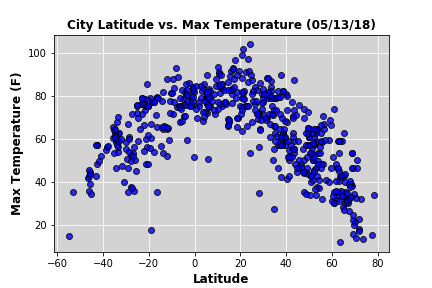 City Latitude vs. Max Temperature (05/13/18)
Max Temperature (F)
100
80
60
40
20
−60 −40 −20 0 20 40 60 80
Latitude